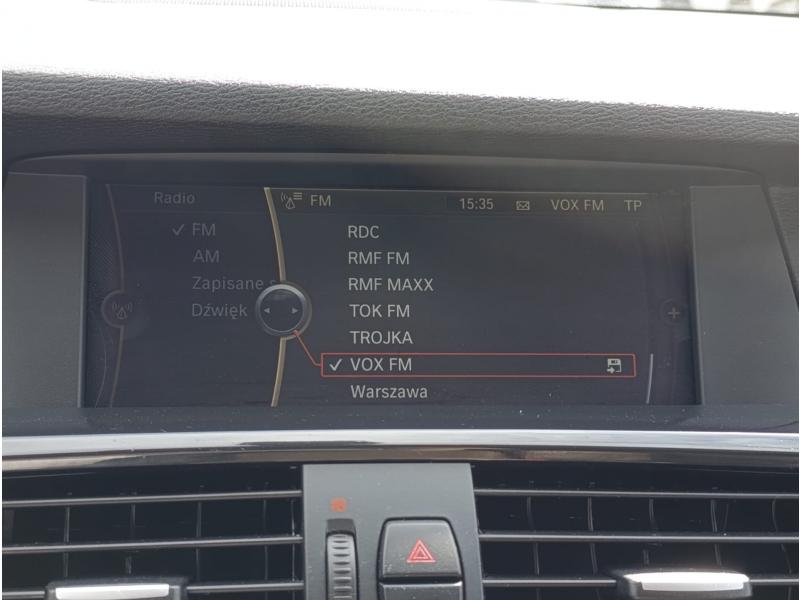 Radio
FM 15:35 VOX FM TP
FM
AM
Zapisane s
Dźwięk
RDC
RMF FM
RMF MAXX
TOK FM
TROJKA
VOX FM
Warszawa